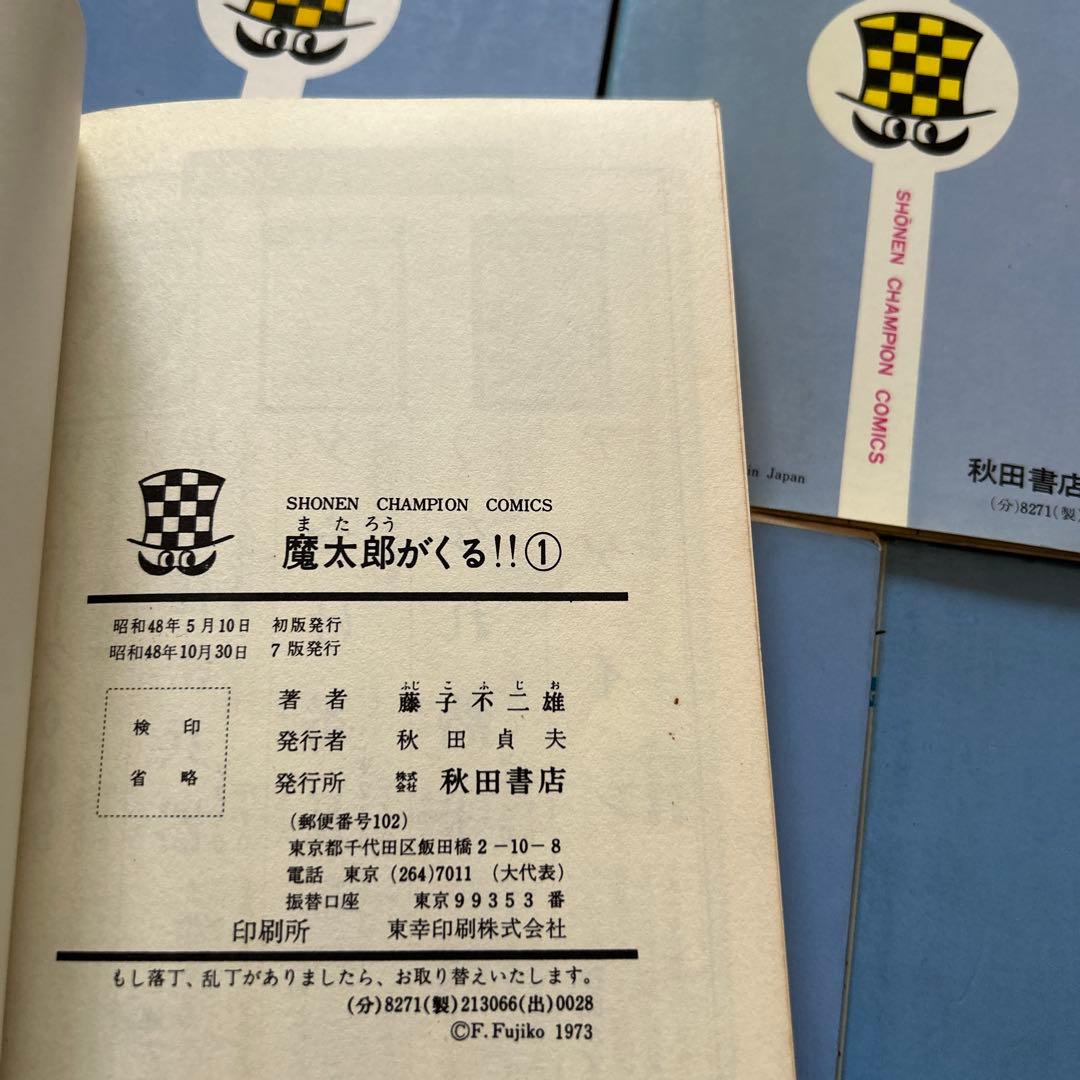 SHONEN CHAMPION COMICS
またろう
魔太郎がくる!!①
昭和48年5月10日 初版発行
昭和48年10月30日 7版発行
検印
省略
ふじこふじお
著者 藤子不二雄
発行者 秋田貞夫
発行所 株式会社 秋田書店
(郵便番号102)
東京都千代田区飯田橋2-10-8
電話 東京(264)7011 (大代表)
振替口座 東京99353番
印刷所 東幸印刷株式会社
もし落丁、乱丁がありましたら、お取り替えいたします。
(分)8271(製)213066(出)0028
©F.Fujiko 1973
SHŌNEN CHAMPION COMICS
in Japan
秋田書店
(分)8271(製)